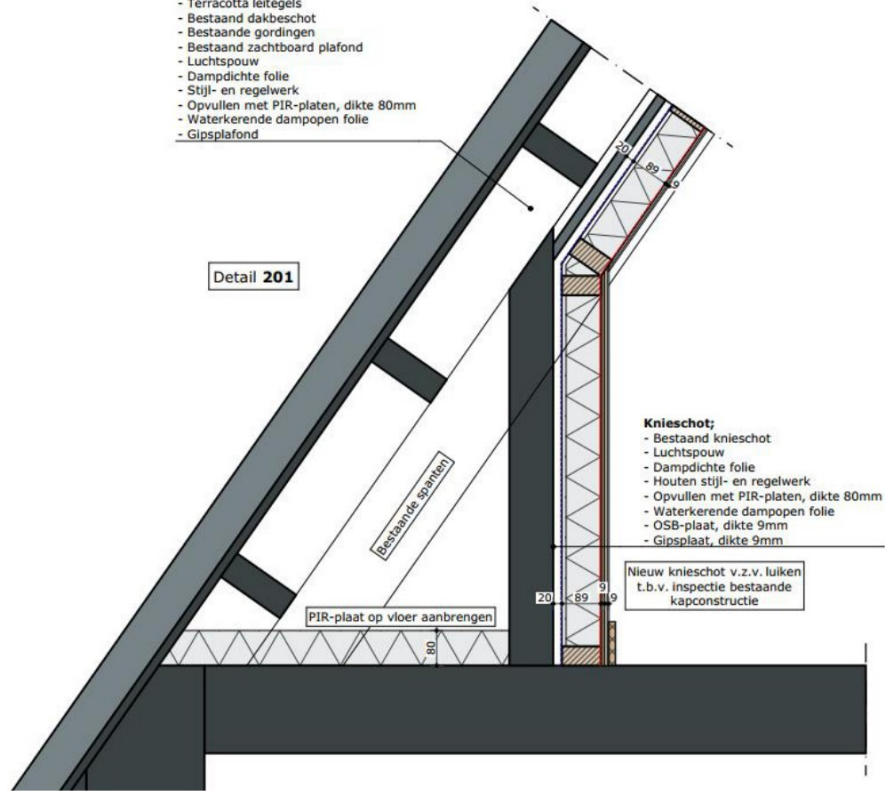 - Terracotta leitegels
- Bestaand dakbeschot
- Bestaande gordingen
- Bestaand zachtboard plafond
- Luchtspouw
- Dampdichte folie
- Stijl- en regelwerk
- Opvullen met PIR-platen, dikte 80mm
- Waterkerende dampopen folie
- Gipsplafond
20
89
9
Detail 201
Knieschot;
- Bestaand knieschot
- Luchtspouw
- Dampdichte folie
- Houten stijl- en regelwerk
- Opvullen met PIR-platen, dikte 80mm
- Waterkerende dampopen folie
- OSB-plaat, dikte 9mm
- Gipsplaat, dikte 9mm
Bestaande spanten
Nieuw knieschot v.z.v. luiken
t.b.v. inspectie bestaande
kapconstructie
9
20
89
9
PIR-plaat op vloer aanbrengen
80